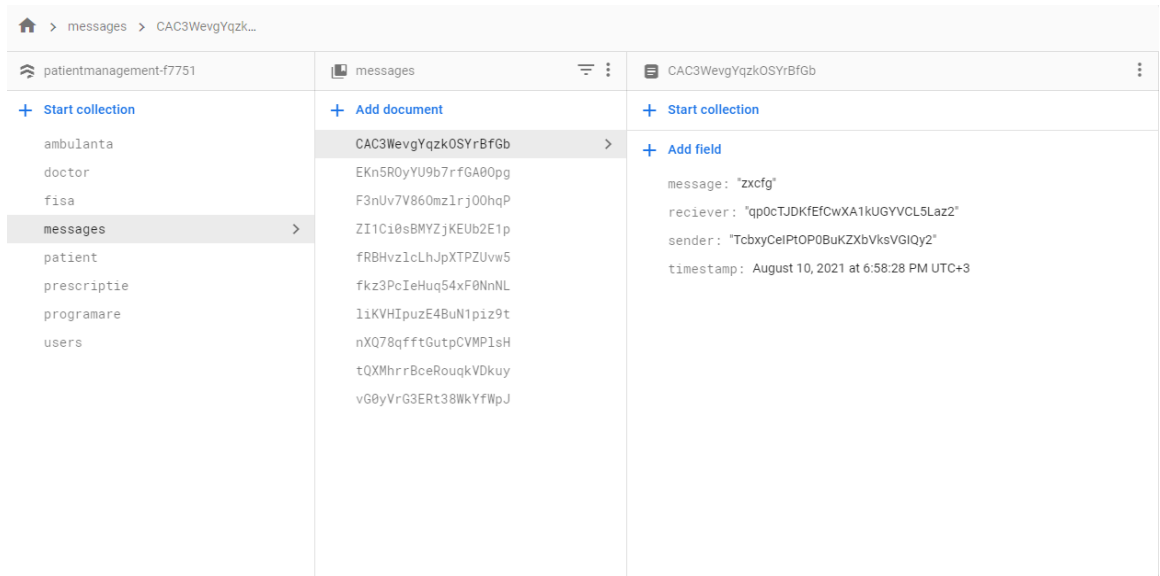 messages > CAC3WevgYqzk...
patientmanagement-f7751
Start collection
ambulanta
doctor
fisa
messages
patient
prescriptie
programare
users
messages
Add document
CAC3WevgYqzkOSYrBfGb
EKn5ROyYU9b7rfGA0Opg
F3nUv7V86OmzlrjOOhqP
ZI1Ci0sBMYZjKEUb2E1p
fRBHvzlcLhJpXTPZUvw5
fkz3PcIeHuq54xF0NnNL
liKVHIpuzE4BuN1piz9t
nXQ78qfftGutpCVMPlsH
tQXMhrrBceRouqkVDkuy
vG0yVrG3ERt38WkYfWpJ
CAC3WevgYqzkOSYrBfGb
Start collection
Add field
message: "zxcfg"
reciever: "qp0cTJDKfEfCwXA1kUGYVCL5Laz2"
sender: "TcbxyCeIPtOP0BuKZXbVksVGIQy2"
timestamp: August 10, 2021 at 6:58:28 PM UTC+3